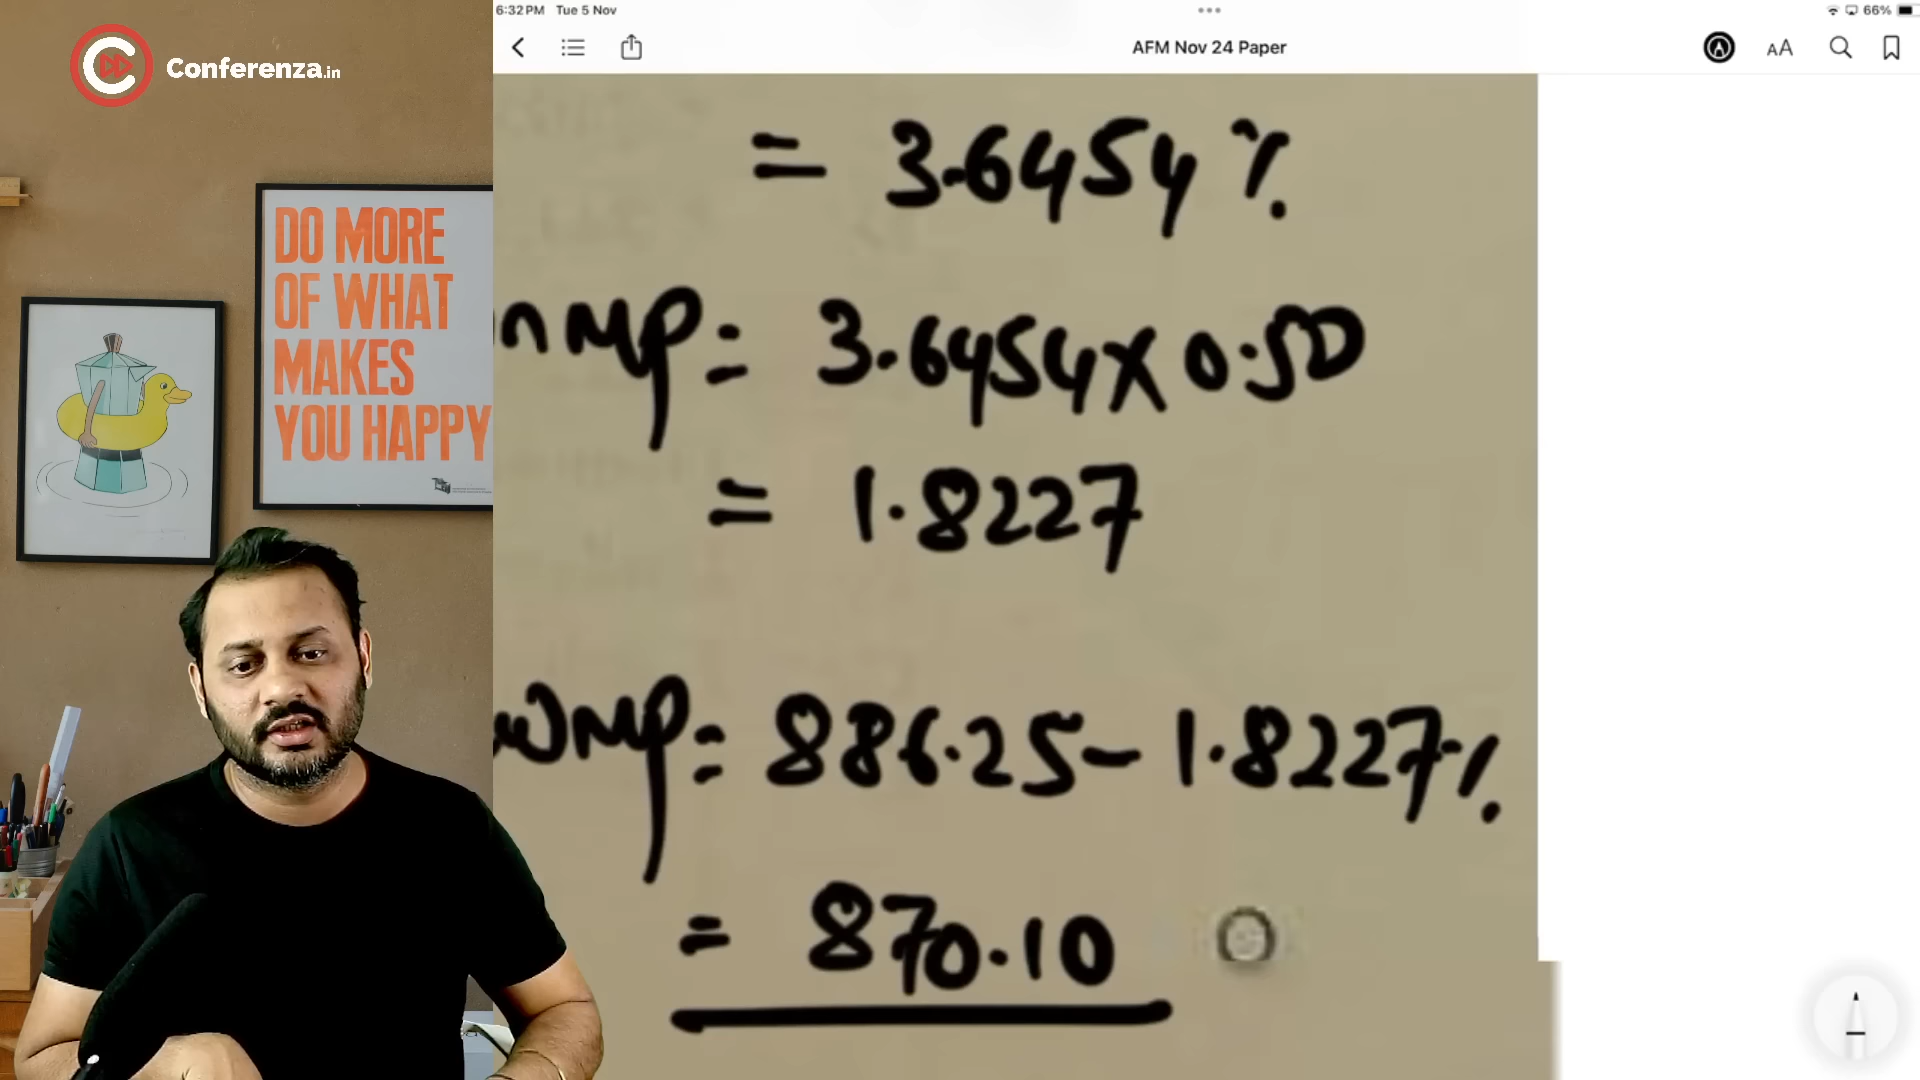 6:32 PM Tue 5 Nov
66%
Conferenza.in
AFM Nov 24 Paper
AA
DO MORE
OF WHAT
MAKES
YOU HAPPY
= 3.6454 %
n MP = 3.6454 X 0.50
= 1.8227
MP = 886.25 - 1.8227 %
= 870.10